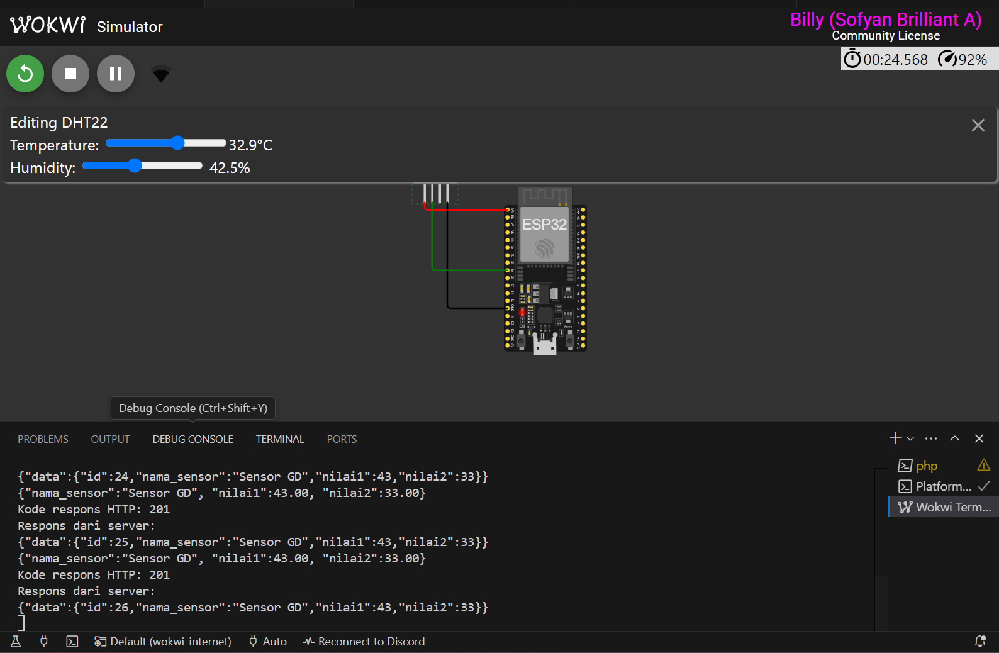 WOKWi Simulator
Billy (Sofyan Brilliant A)
Community License
00:24.568 92%
Editing DHT22
Temperature: 32.9°C
Humidity: 42.5%
ESP32
EN
Boot
Debug Console (Ctrl+Shift+Y)
PROBLEMS OUTPUT DEBUG CONSOLE TERMINAL PORTS
{"data":{"id":24,"nama_sensor":"Sensor GD","nilai1":43,"nilai2":33}}
{"nama_sensor":"Sensor GD", "nilai1":43.00, "nilai2":33.00}
Kode respons HTTP: 201
Respons dari server:
{"data":{"id":25,"nama_sensor":"Sensor GD","nilai1":43,"nilai2":33}}
{"nama_sensor":"Sensor GD", "nilai1":43.00, "nilai2":33.00}
Kode respons HTTP: 201
Respons dari server:
{"data":{"id":26,"nama_sensor":"Sensor GD","nilai1":43,"nilai2":33}}
php
Platform...
Wokwi Term...
Default (wokwi_internet) Auto Reconnect to Discord